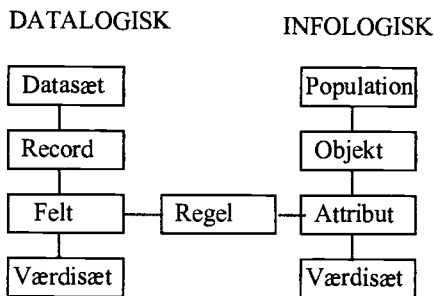 DATALOGISK INFOLOGISK
Datasæt Population
Record Objekt
Felt Regel Attribut
Værdisæt Værdisæt